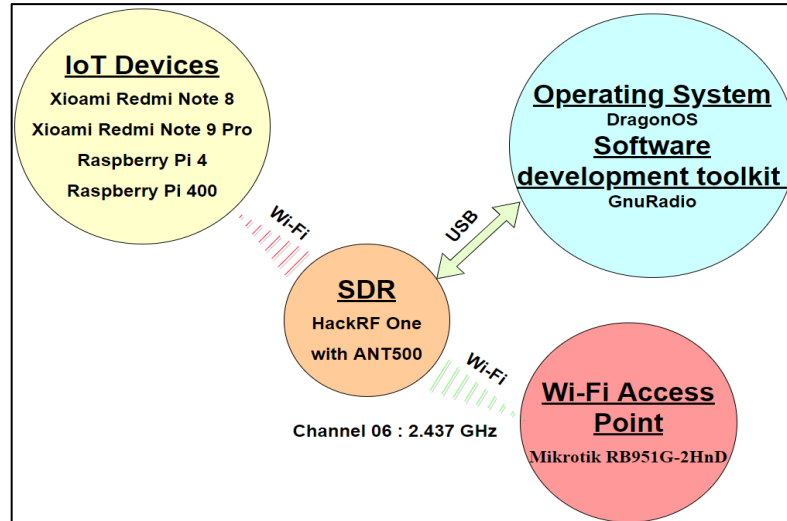 IoT Devices
Xioami Redmi Note 8
Xioami Redmi Note 9 Pro
Raspberry Pi 4
Raspberry Pi 400
Operating System
DragonOS
Software
development toolkit
GnuRadio
Wi-Fi
USB
SDR
HackRF One
with ANT500
Wi-Fi
Channel 06 : 2.437 GHz
Wi-Fi Access
Point
Mikrotik RB951G-2HnD